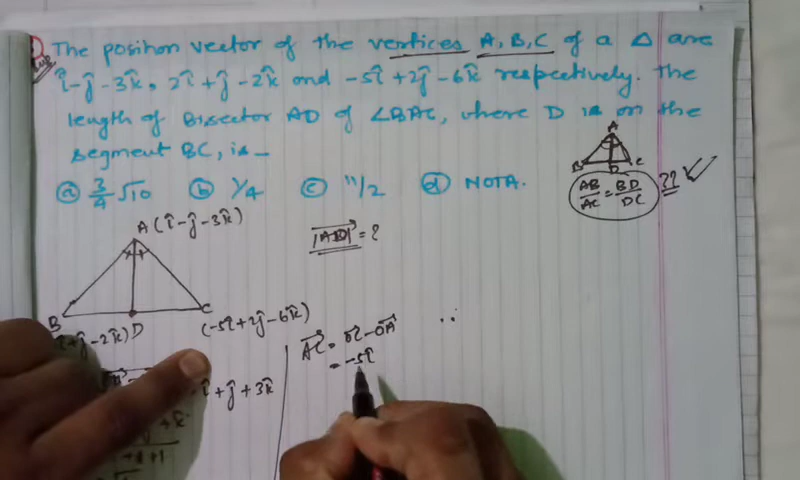 The position vector of the vertices A, B, C of a Δ are
î-ĵ-3k̂, 2î+ĵ-2k̂ and -5î+2ĵ-6k̂ respectively. The
length of Bisector AD of ∠BAC, where D is on the
segment BC, is -
(a) 3/4 √10 (b) 1/4 (c) 11/2 (d) NOTA.
A
B D C
AB/AC = BD/DC ??
A(î-ĵ-3k̂)
|AD| = ?
B D C
+ĵ-2k̂) (-5î+2ĵ-6k̂)
AC = OC - OA
= -5î
+ĵ+3k̂